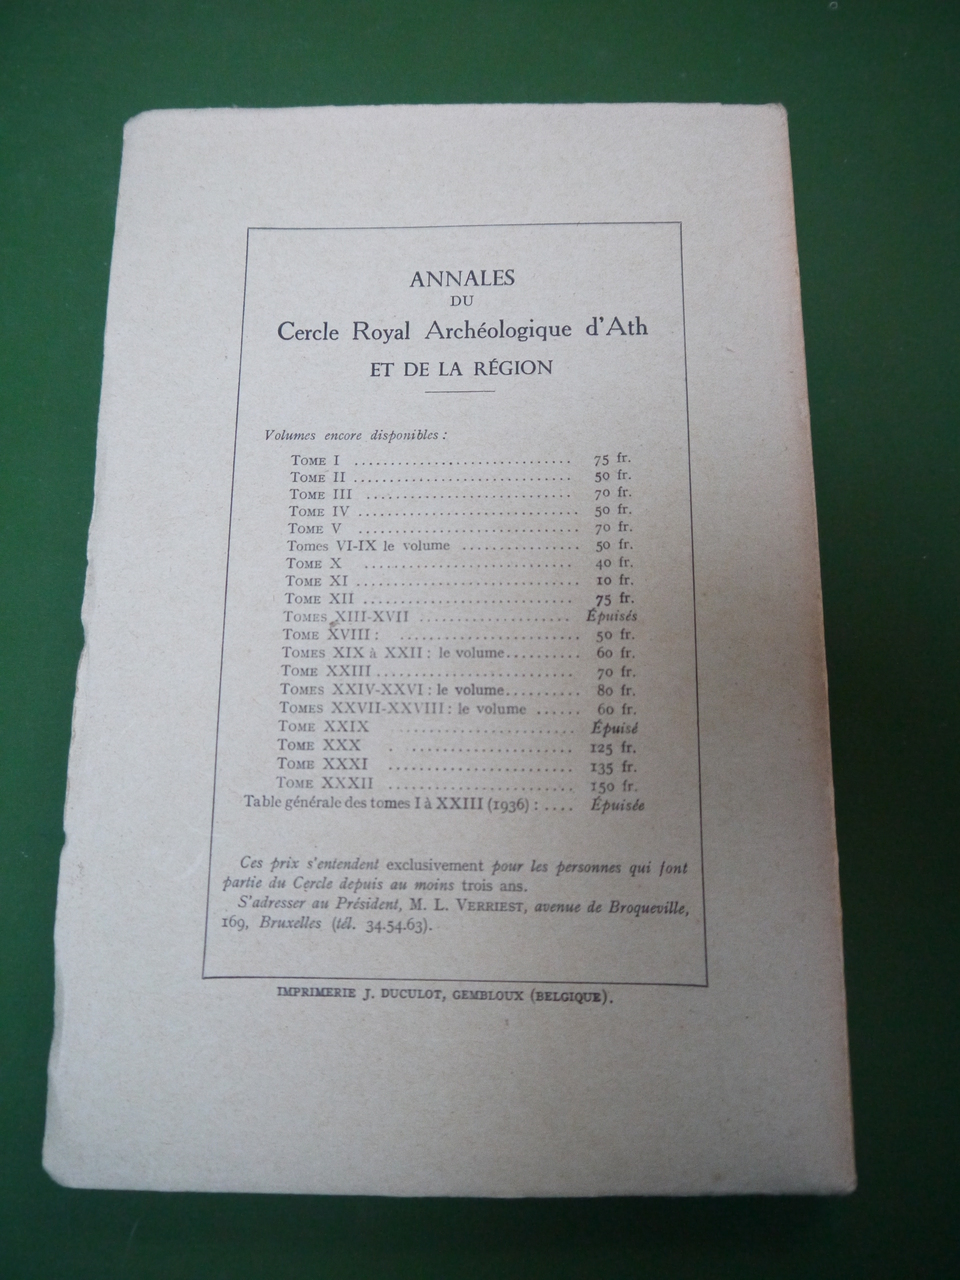 ANNALES
DU
Cercle Royal Archéologique d'Ath
ET DE LA RÉGION
Volumes encore disponibles :
TOME I .............................. 75 fr.
TOME II .............................. 50 fr.
TOME III ............................. 70 fr.
TOME IV .............................. 50 fr.
TOME V .............................. 70 fr.
Tomes VI-IX le volume ................ 50 fr.
TOME X ............................. 40 fr.
TOME XI .............................. 10 fr.
TOME XII ............................. 75 fr.
TOMES XIII-XVII ..................... Épuisés
TOME XVIII : ......................... 50 fr.
TOMES XIX à XXII : le volume.......... 60 fr.
TOME XXIII........................... 70 fr.
TOMES XXIV-XXVI : le volume.......... 80 fr.
TOMES XXVII-XXVIII : le volume ...... 60 fr.
TOME XXIX ........................ Épuisé
TOME XXX . ...................... 125 fr.
TOME XXXI ......................... 135 fr.
TOME XXXII ......................... 150 fr.
Table générale des tomes I à XXIII (1936) : .... Épuisée
Ces prix s'entendent exclusivement pour les personnes qui font
partie du Cercle depuis au moins trois ans.
S'adresser au Président, M. L. VERRIEST, avenue de Broqueville,
169, Bruxelles (tél. 34.54.63).
IMPRIMERIE J. DUCULOT, GEMBLOUX (BELGIQUE).